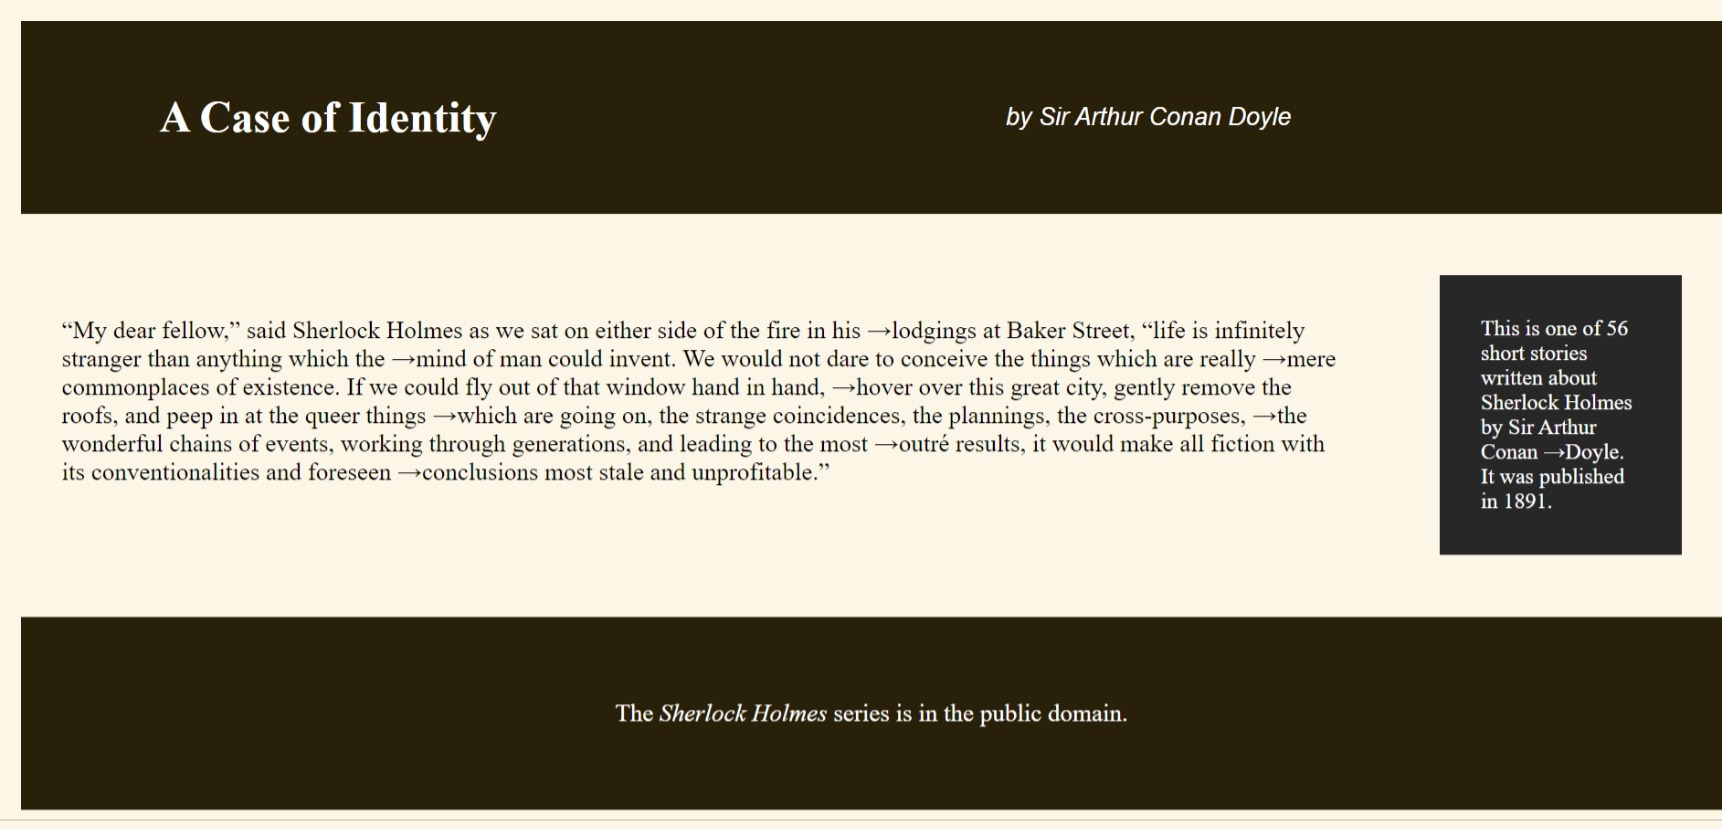 A Case of Identity
by Sir Arthur Conan Doyle
“My dear fellow,” said Sherlock Holmes as we sat on either side of the fire in his →lodgings at Baker Street, “life is infinitely
stranger than anything which the →mind of man could invent. We would not dare to conceive the things which are really →mere
commonplaces of existence. If we could fly out of that window hand in hand, →hover over this great city, gently remove the
roofs, and peep in at the queer things →which are going on, the strange coincidences, the plannings, the cross-purposes, →the
wonderful chains of events, working through generations, and leading to the most →outré results, it would make all fiction with
its conventionalities and foreseen →conclusions most stale and unprofitable.”
This is one of 56
short stories
written about
Sherlock Holmes
by Sir Arthur
Conan →Doyle.
It was published
in 1891.
The Sherlock Holmes series is in the public domain.